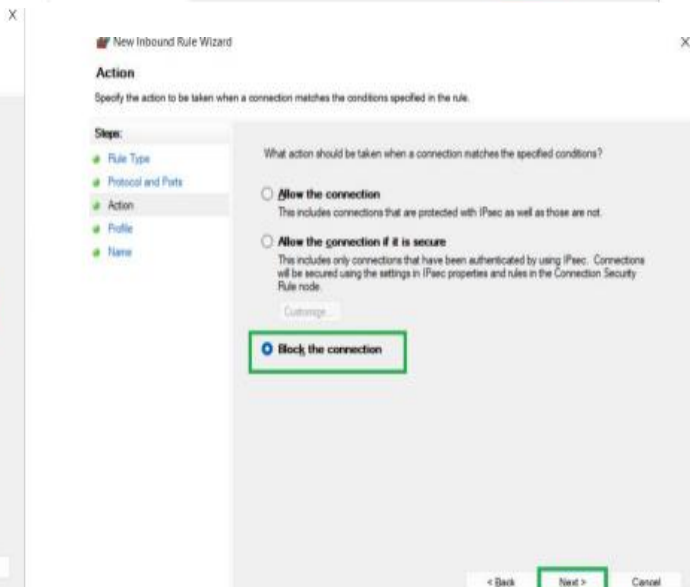 X
New Inbound Rule Wizard
X
Action
Specify the action to be taken when a connection matches the conditions specified in the rule.
Steps:
Rule Type
Protocol and Ports
Action
Profile
Name
What action should be taken when a connection matches the specified conditions?
Allow the connection
This includes connections that are protected with IPsec as well as those are not.
Allow the connection if it is secure
This includes only connections that have been authenticated by using IPsec. Connections
will be secured using the settings in IPsec properties and rules in the Connection Security
Rule node.
Customize...
Block the connection
< Back
Next >
Cancel